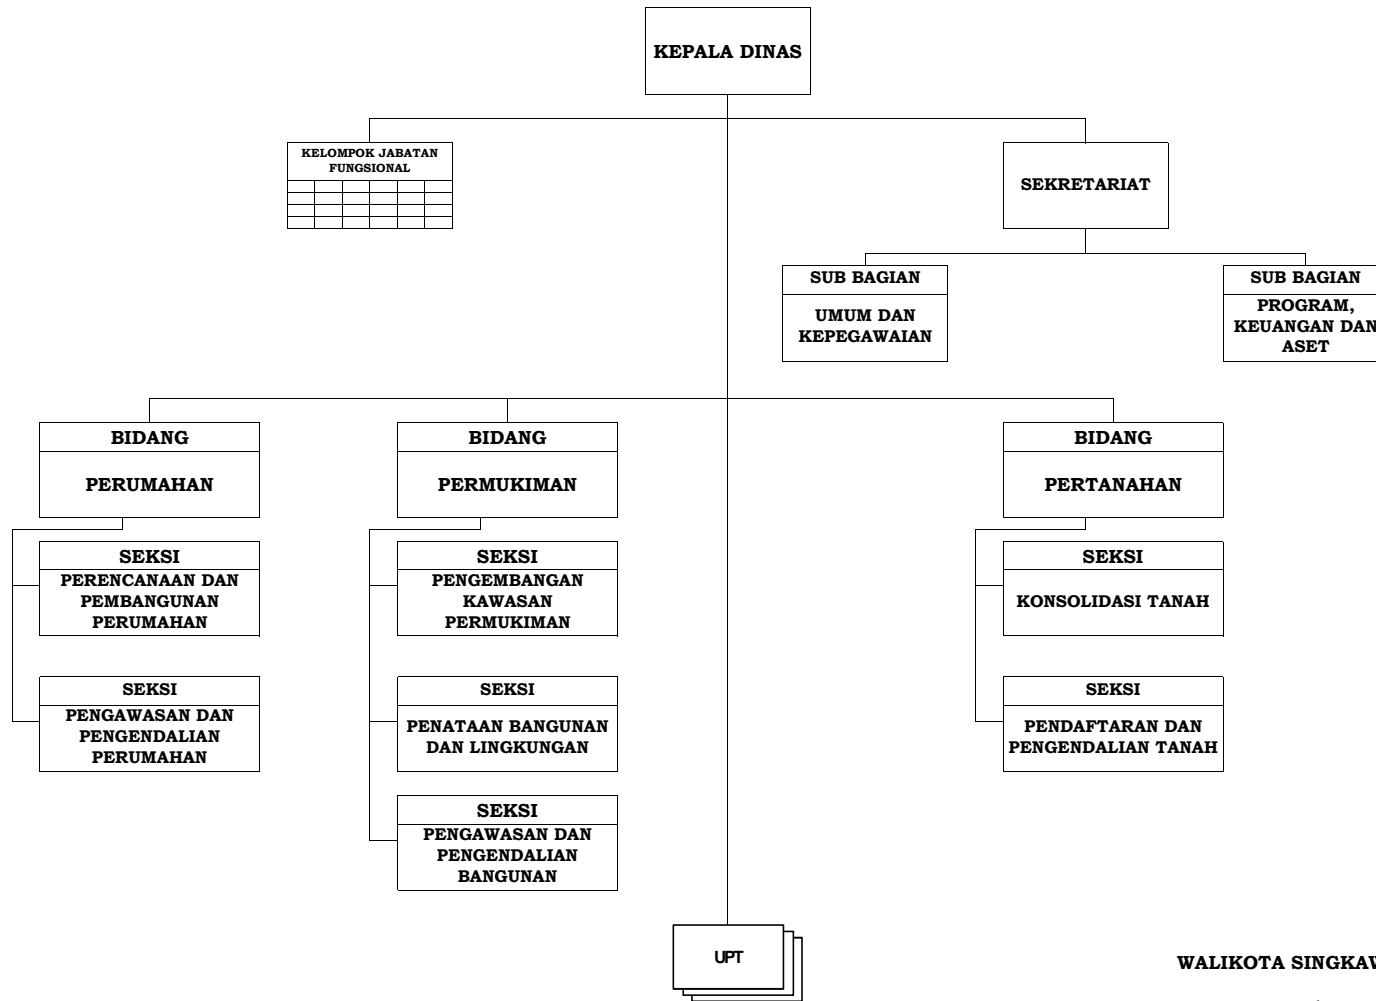 KEPALA DINAS
KELOMPOK JABATAN
FUNGSIONAL
SEKRETARIAT
SUB BAGIAN
UMUM DAN
KEPEGAWAIAN
SUB BAGIAN
PROGRAM,
KEUANGAN DAN
ASET
BIDANG
PERUMAHAN
BIDANG
PERMUKIMAN
BIDANG
PERTANAHAN
SEKSI
PERENCANAAN DAN
PEMBANGUNAN
PERUMAHAN
SEKSI
PENGEMBANGAN
KAWASAN
PERMUKIMAN
SEKSI
KONSOLIDASI TANAH
SEKSI
PENGAWASAN DAN
PENGENDALIAN
PERUMAHAN
SEKSI
PENATAAN BANGUNAN
DAN LINGKUNGAN
SEKSI
PENDAFTARAN DAN
PENGENDALIAN TANAH
SEKSI
PENGAWASAN DAN
PENGENDALIAN
BANGUNAN
UPT
WALIKOTA